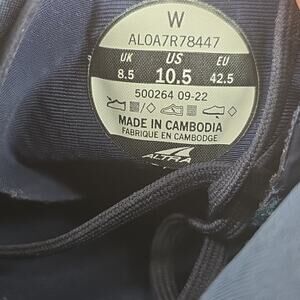 W
AL0A7R78447
UK US EU
8.5 10.5 42.5
500264 09-22
MADE IN CAMBODIA
FABRIQUE EN CAMBODGE
ALTRA